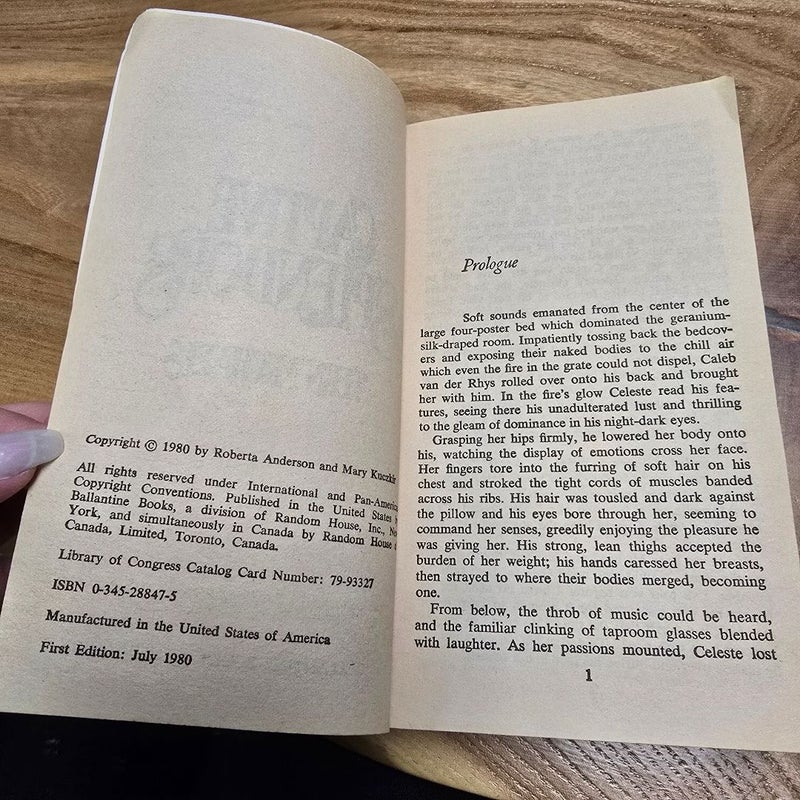 Copyright © 1980 by Roberta Anderson and Mary Kuczkir
All rights reserved under International and Pan-America
Copyright Conventions. Published in the United States
Ballantine Books, a division of Random House, Inc., Ne
York, and simultaneously in Canada by Random House
Canada, Limited, Toronto, Canada.
Library of Congress Catalog Card Number: 79-93327
ISBN 0-345-28847-5
Manufactured in the United States of America
First Edition: July 1980
Prologue
Soft sounds emanated from the center of the
large four-poster bed which dominated the geranium-
silk-draped room. Impatiently tossing back the bedcov-
ers and exposing their naked bodies to the chill air
which even the fire in the grate could not dispel, Caleb
van der Rhys rolled over onto his back and brought
her with him. In the fire's glow Celeste read his fea-
tures, seeing there his unadulterated lust and thrilling
to the gleam of dominance in his night-dark eyes.
Grasping her hips firmly, he lowered her body onto
his, watching the display of emotions cross her face.
Her fingers tore into the furring of soft hair on his
chest and stroked the tight cords of muscles banded
across his ribs. His hair was tousled and dark against
the pillow and his eyes bore through her, seeming to
command her senses, greedily enjoying the pleasure he
was giving her. His strong, lean thighs accepted the
burden of her weight; his hands caressed her breasts,
then strayed to where their bodies merged, becoming
one.
From below, the throb of music could be heard,
and the familiar clinking of taproom glasses blended
with laughter. As her passions mounted, Celeste lost
1